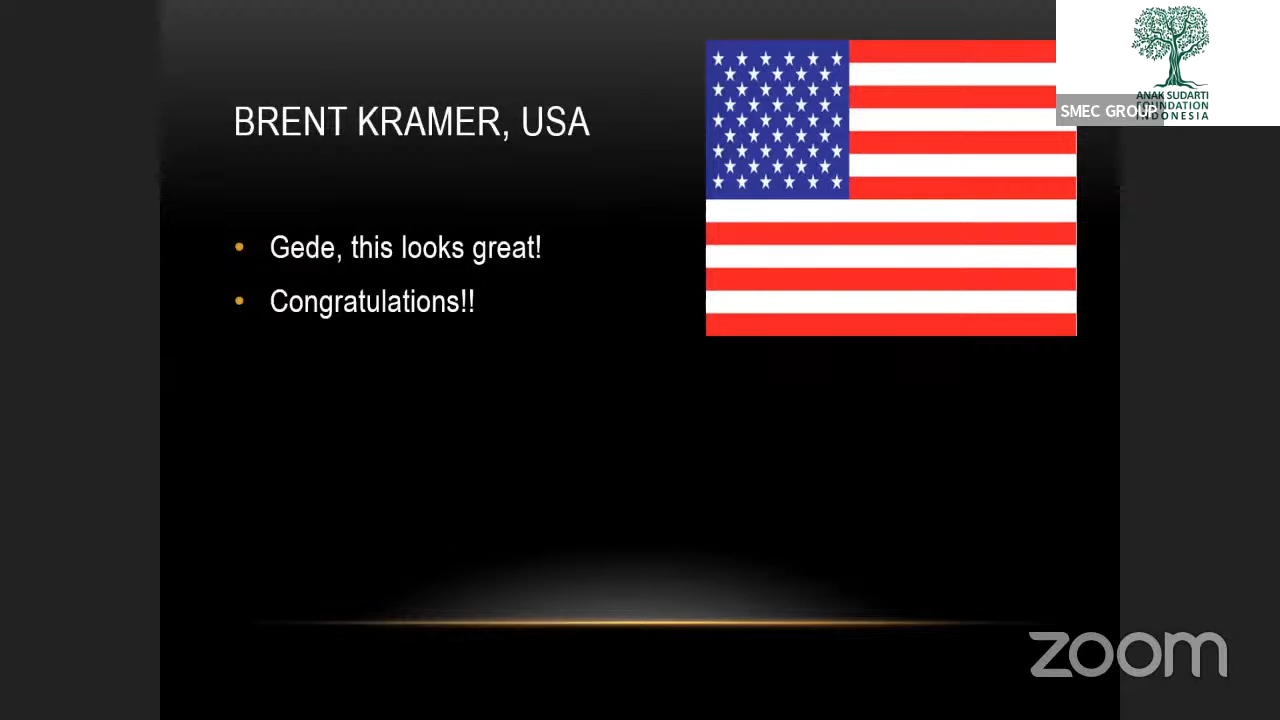 BRENT KRAMER, USA
Gede, this looks great!
Congratulations!!
ANAK SUDARTI
FOUNDATION
INDONESIA
SMEC GROUP
zoom